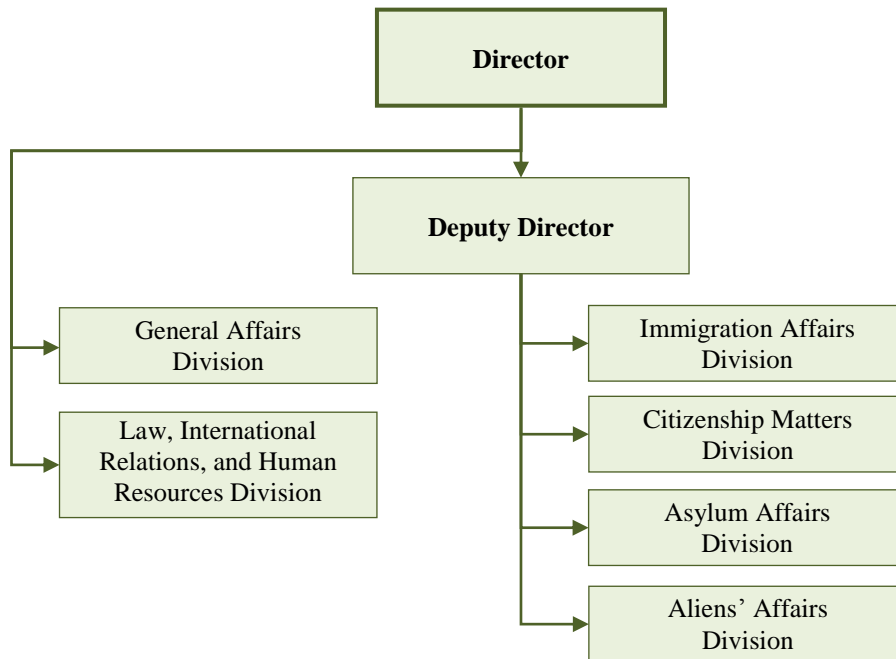 Director
Deputy Director
General Affairs
Division
Law, International
Relations, and Human
Resources Division
Immigration Affairs
Division
Citizenship Matters
Division
Asylum Affairs
Division
Aliens’ Affairs
Division